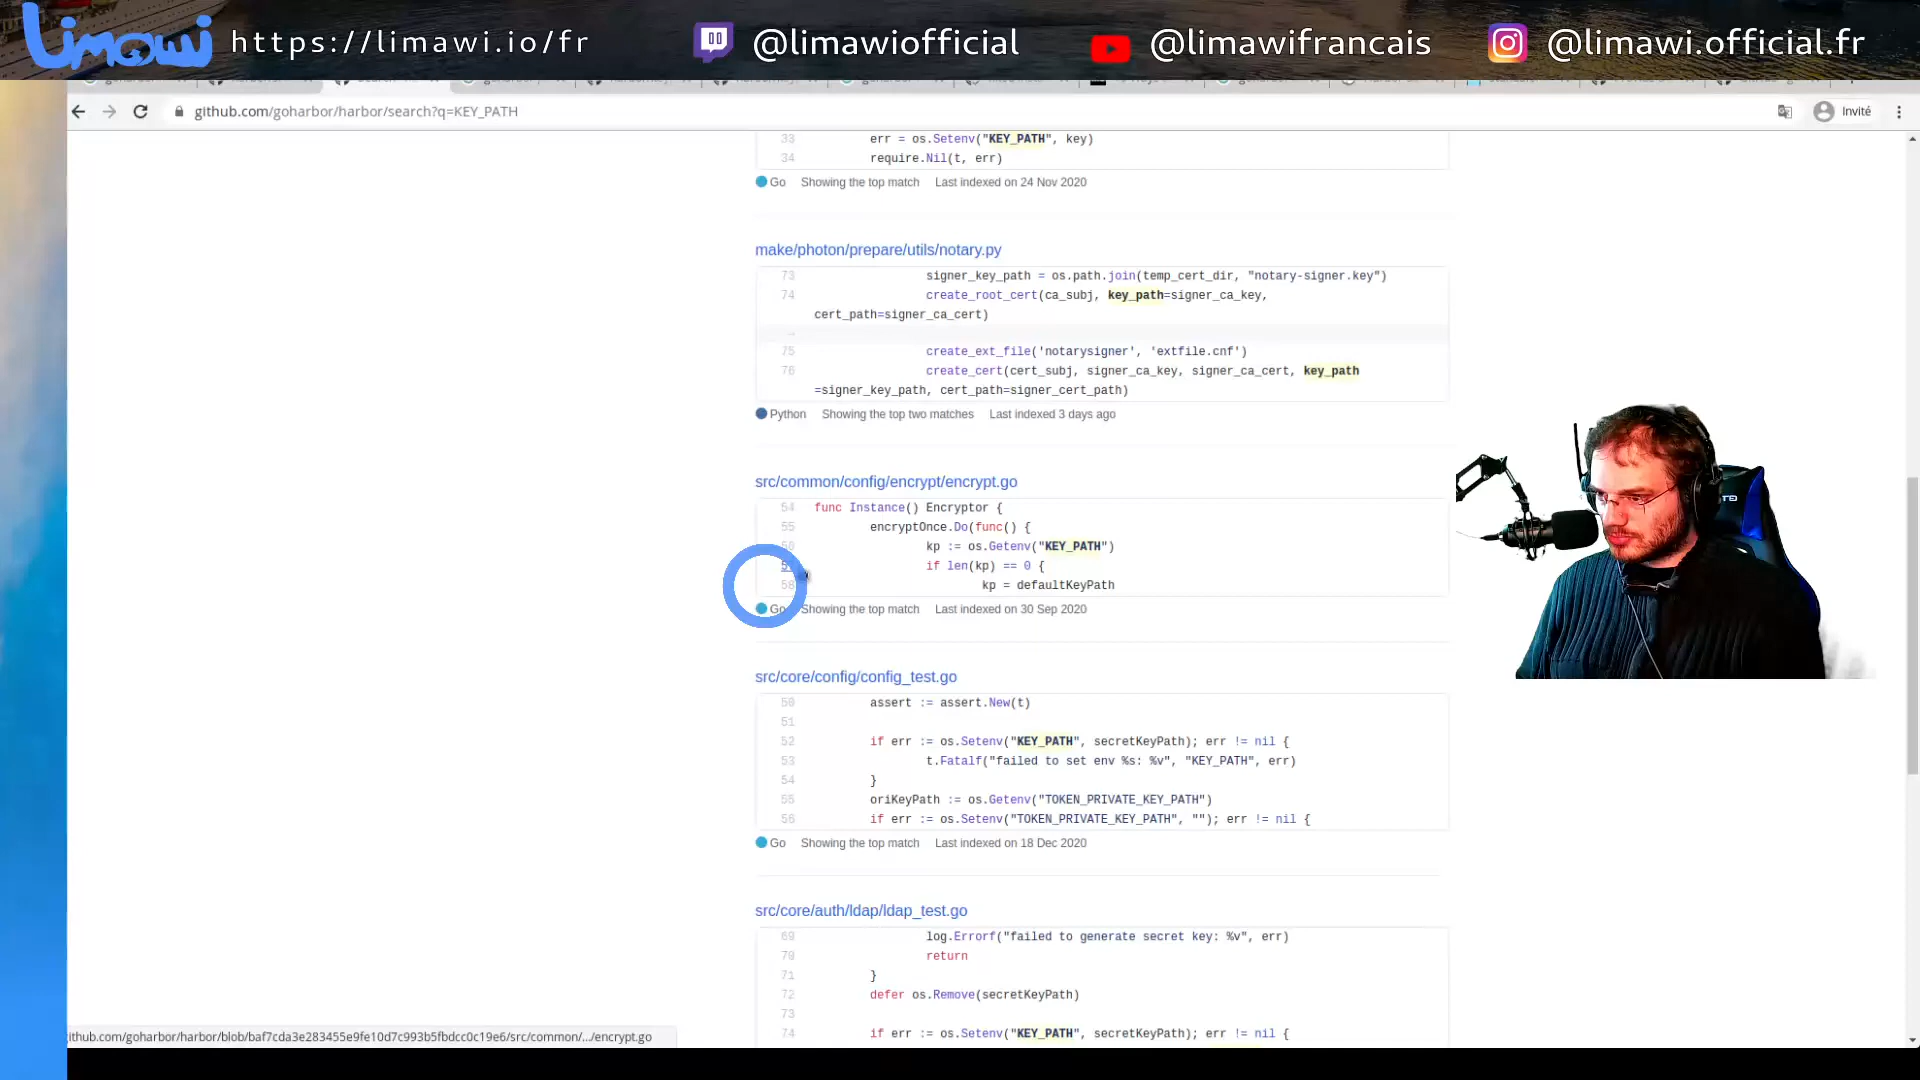 Limawi https://limawi.io/fr @limawiofficial @limawifrancais @limawi.official.fr
github.com/goharbor/harbor/search?q=KEY_PATH Invité
33 err = os.Setenv("KEY_PATH", key)
34 require.Nil(t, err)
Go Showing the top match Last indexed on 24 Nov 2020
make/photon/prepare/utils/notary.py
73 signer_key_path = os.path.join(temp_cert_dir, "notary-signer.key")
74 create_root_cert(ca_subj, key_path=signer_ca_key,
cert_path=signer_ca_cert)
75 create_ext_file('notarysigner', 'extfile.cnf')
76 create_cert(cert_subj, signer_ca_key, signer_ca_cert, key_path
=signer_key_path, cert_path=signer_cert_path)
Python Showing the top two matches Last indexed 3 days ago
src/common/config/encrypt/encrypt.go
54 func Instance() Encryptor {
55 encryptOnce.Do(func() {
56 kp := os.Getenv("KEY_PATH")
57 if len(kp) == 0 {
58 kp = defaultKeyPath
Go Showing the top match Last indexed on 30 Sep 2020
src/core/config/config_test.go
50 assert := assert.New(t)
51
52 if err := os.Setenv("KEY_PATH", secretKeyPath); err != nil {
53 t.Fatalf("failed to set env %s: %v", "KEY_PATH", err)
54 }
55 oriKeyPath := os.Getenv("TOKEN_PRIVATE_KEY_PATH")
56 if err := os.Setenv("TOKEN_PRIVATE_KEY_PATH", ""); err != nil {
Go Showing the top match Last indexed on 18 Dec 2020
src/core/auth/ldap/ldap_test.go
69 log.Errorf("failed to generate secret key: %v", err)
70 return
71 }
72 defer os.Remove(secretKeyPath)
73
74 if err := os.Setenv("KEY_PATH", secretKeyPath); err != nil {
ithub.com/goharbor/harbor/blob/baf7cda3e283455e9fe10d7c993b5fbdcc0c19e6/src/common/.../encrypt.go